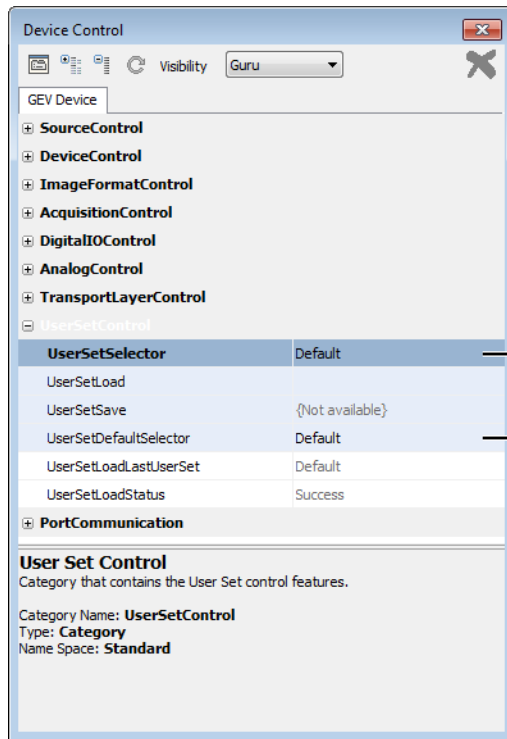 Device Control
Visibility Guru
GEV Device
SourceControl
DeviceControl
ImageFormatControl
AcquisitionControl
DigitalIOControl
AnalogControl
TransportLayerControl
UserSetControl
UserSetSelector Default
UserSetLoad
UserSetSave {Not available}
UserSetDefaultSelector Default
UserSetLoadLastUserSet Default
UserSetLoadStatus Success
PortCommunication
User Set Control
Category that contains the User Set control features.
Category Name: UserSetControl
Type: Category
Name Space: Standard